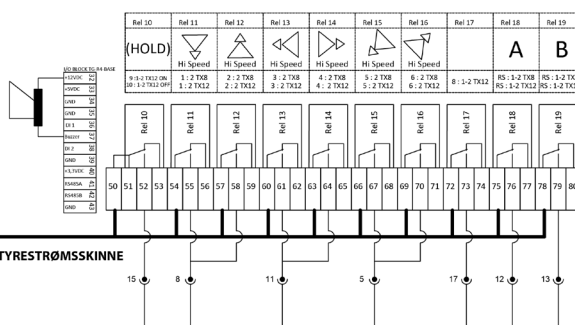 Rel 10 Rel 11 Rel 12 Rel 13 Rel 14 Rel 15 Rel 16 Rel 17 Rel 18 Rel 19
(HOLD) A B
Hi Speed Hi Speed Hi Speed Hi Speed Hi Speed Hi Speed
9 :1-2 TX12 ON 1 : 2 TX8 2 : 2 TX8 3 : 2 TX8 4 : 2 TX8 5 : 2 TX8 6 : 2 TX8 8 : 1-2 TX12 RS : 1-2 TX8 RS : 1-2 TX
10 : 1-2 TX12 OFF 1 : 2 TX12 2 : 2 TX12 3 : 2 TX12 4 : 2 TX12 5 : 2 TX12 6 : 2 TX12 RS : 1-2 TX12 RS : 1-2 TX1
I/O BLOCK TG-R4 BASE
+12VDC 32
+5VDC 33
GND 34
GND 35
36
37
DI 2 38
GND 39
+3,3VDC 40
RS485A 41
RS485B 42
GND 43
Rel 10 Rel 11 Rel 12 Rel 13 Rel 14 Rel 15 Rel 16 Rel 17 Rel 18 Rel 19
50 51 52 53 54 55 56 57 58 59 60 61 62 63 64 65 66 67 68 69 70 71 72 73 74 75 76 77 78 79 80
TYRESTRØMSSKINNE
15 8 11 5 17 12 13